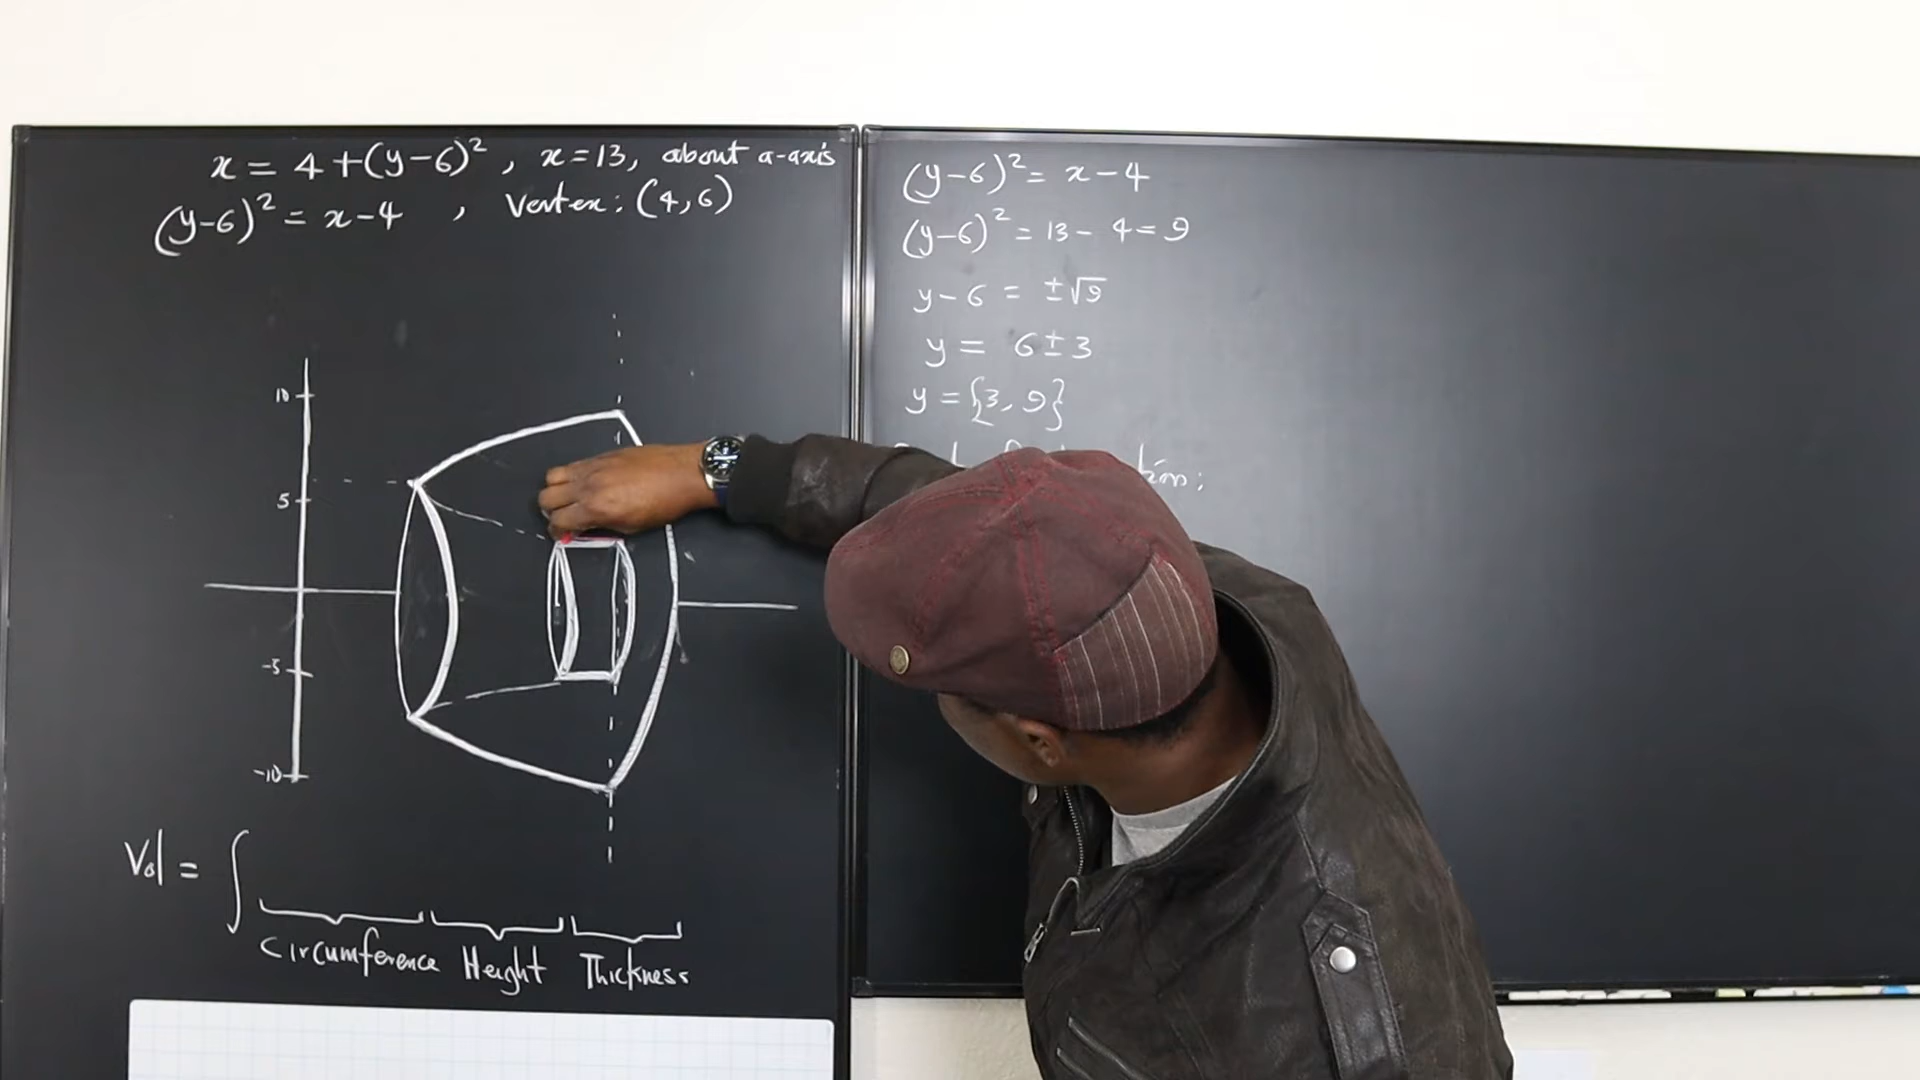 x = 4 + (y-6)², x = 13, about a-axis
(y-6)² = x-4 , Vertex: (4,6)
10
5
-5
-10
Vol = ∫
Circumference Height Thickness
(y-6)² = x-4
(y-6)² = 13-4 = 9
y-6 = ±√9
y = 6±3
y = {3, 9}